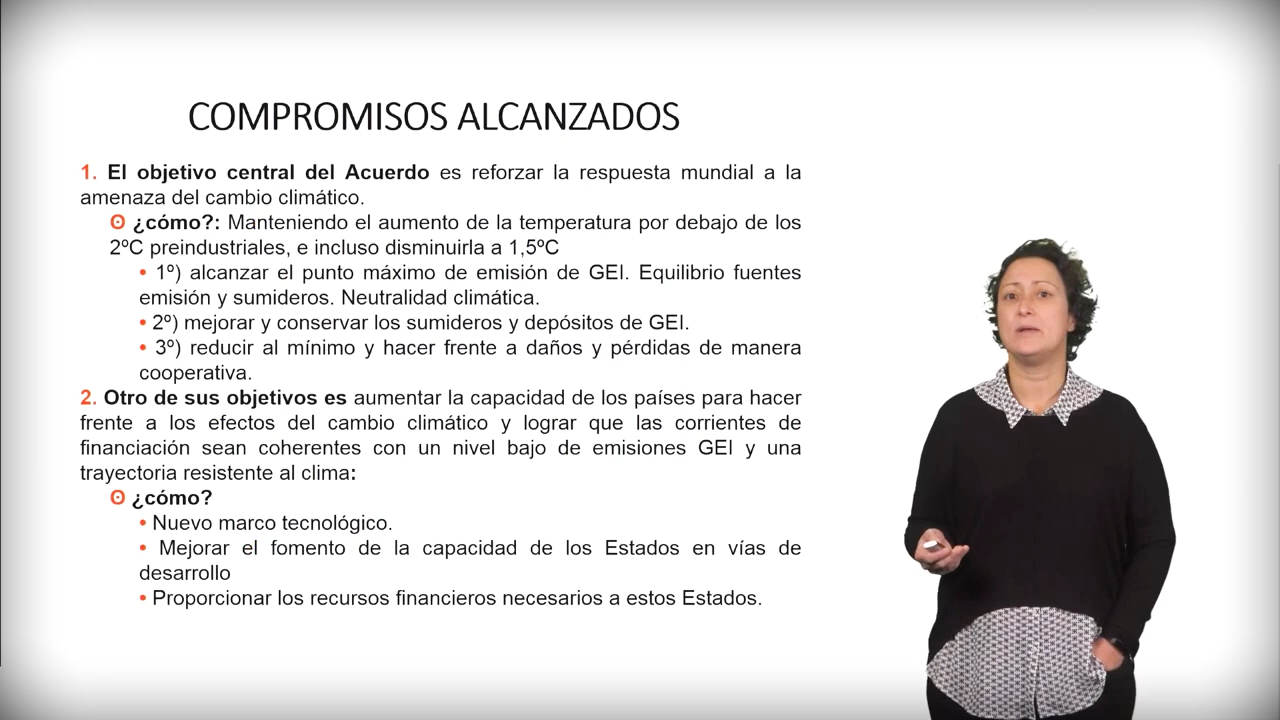 COMPROMISOS ALCANZADOS
1. El objetivo central del Acuerdo es reforzar la respuesta mundial a la
amenaza del cambio climático.
ʘ ¿cómo?: Manteniendo el aumento de la temperatura por debajo de los
2ºC preindustriales, e incluso disminuirla a 1,5ºC
• 1º) alcanzar el punto máximo de emisión de GEI. Equilibrio fuentes
emisión y sumideros. Neutralidad climática.
• 2º) mejorar y conservar los sumideros y depósitos de GEI.
• 3º) reducir al mínimo y hacer frente a daños y pérdidas de manera
cooperativa.
2. Otro de sus objetivos es aumentar la capacidad de los países para hacer
frente a los efectos del cambio climático y lograr que las corrientes de
financiación sean coherentes con un nivel bajo de emisiones GEI y una
trayectoria resistente al clima:
ʘ ¿cómo?
• Nuevo marco tecnológico.
• Mejorar el fomento de la capacidad de los Estados en vías de
desarrollo
• Proporcionar los recursos financieros necesarios a estos Estados.